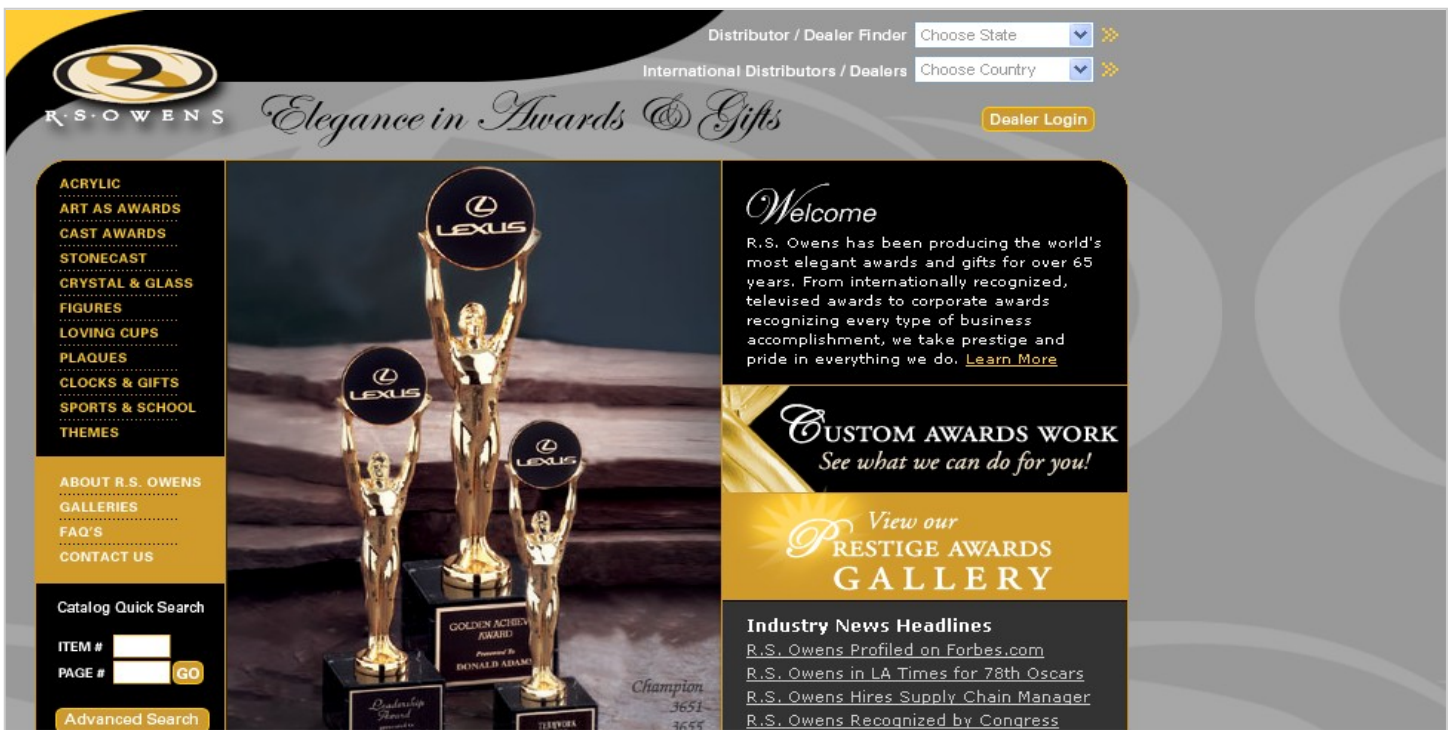 Distributor / Dealer Finder Choose State
International Distributors / Dealers Choose Country
R.S.OWENS
Elegance in Awards & Gifts
Dealer Login
ACRYLIC
ART AS AWARDS
CAST AWARDS
STONECAST
CRYSTAL & GLASS
FIGURES
LOVING CUPS
PLAQUES
CLOCKS & GIFTS
SPORTS & SCHOOL
THEMES
ABOUT R.S. OWENS
GALLERIES
FAQ'S
CONTACT US
Catalog Quick Search
ITEM #
PAGE # GO
Advanced Search
LEXUS
LEXUS
LEXUS
GOLDEN ACHIEV
AWARD
Presented To
DONALD ADAMS
Leadership
Award
TEAMWORK
Champion
3651-
3655
Welcome
R.S. Owens has been producing the world's
most elegant awards and gifts for over 65
years. From internationally recognized,
televised awards to corporate awards
recognizing every type of business
accomplishment, we take prestige and
pride in everything we do. Learn More
CUSTOM AWARDS WORK
See what we can do for you!
View our
PRESTIGE AWARDS
GALLERY
Industry News Headlines
R.S. Owens Profiled on Forbes.com
R.S. Owens in LA Times for 78th Oscars
R.S. Owens Hires Supply Chain Manager
R.S. Owens Recognized by Congress